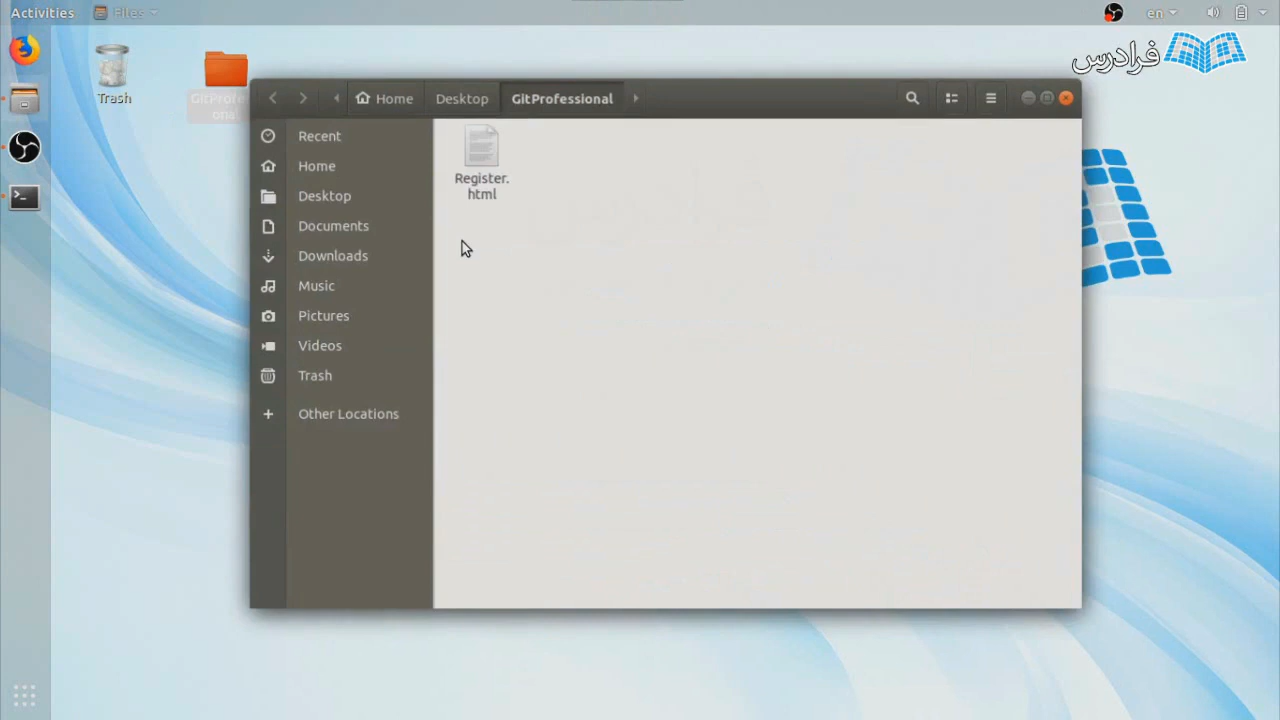 Activities
Files
en
فرادرس
Trash
Home
Desktop
GitProfessional
Recent
Home
Desktop
Documents
Downloads
Music
Pictures
Videos
Trash
Other Locations
Register.
html